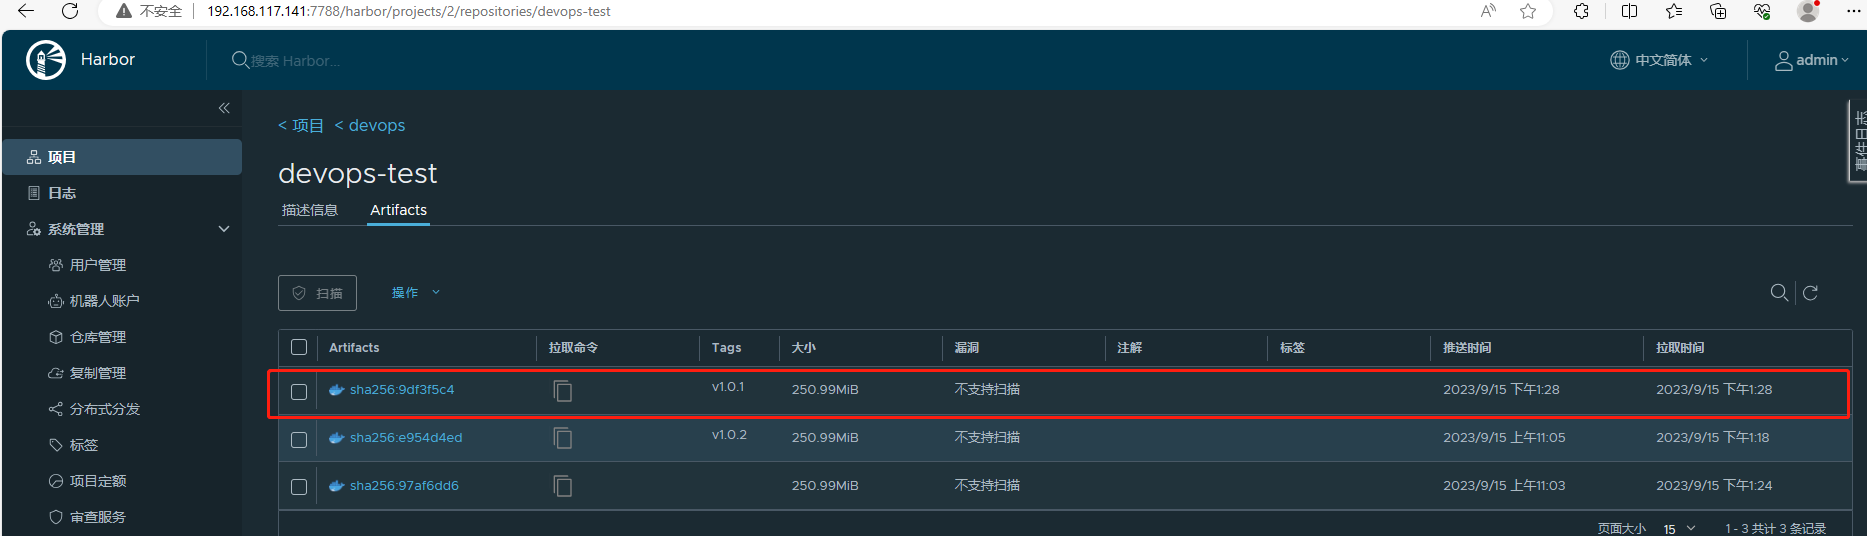 不安全 192.168.117.141:7788/harbor/projects/2/repositories/devops-test
Harbor 搜索 Harbor... 中文简体 admin
事件日志
< 项目 < devops
项目
devops-test
日志
描述信息 Artifacts
系统管理
用户管理
扫描 操作
机器人账户
仓库管理
Artifacts 拉取命令 Tags 大小 漏洞 注解 标签 推送时间 拉取时间
复制管理
sha256:9df3f5c4 v1.0.1 250.99MiB 不支持扫描 2023/9/15 下午1:28 2023/9/15 下午1:28
分布式分发
sha256:e954d4ed v1.0.2 250.99MiB 不支持扫描 2023/9/15 上午11:05 2023/9/15 下午1:18
标签
sha256:97af6dd6 250.99MiB 不支持扫描 2023/9/15 上午11:03 2023/9/15 下午1:24
项目定额
审查服务
页面大小 15 1 - 3 共计 3 条记录